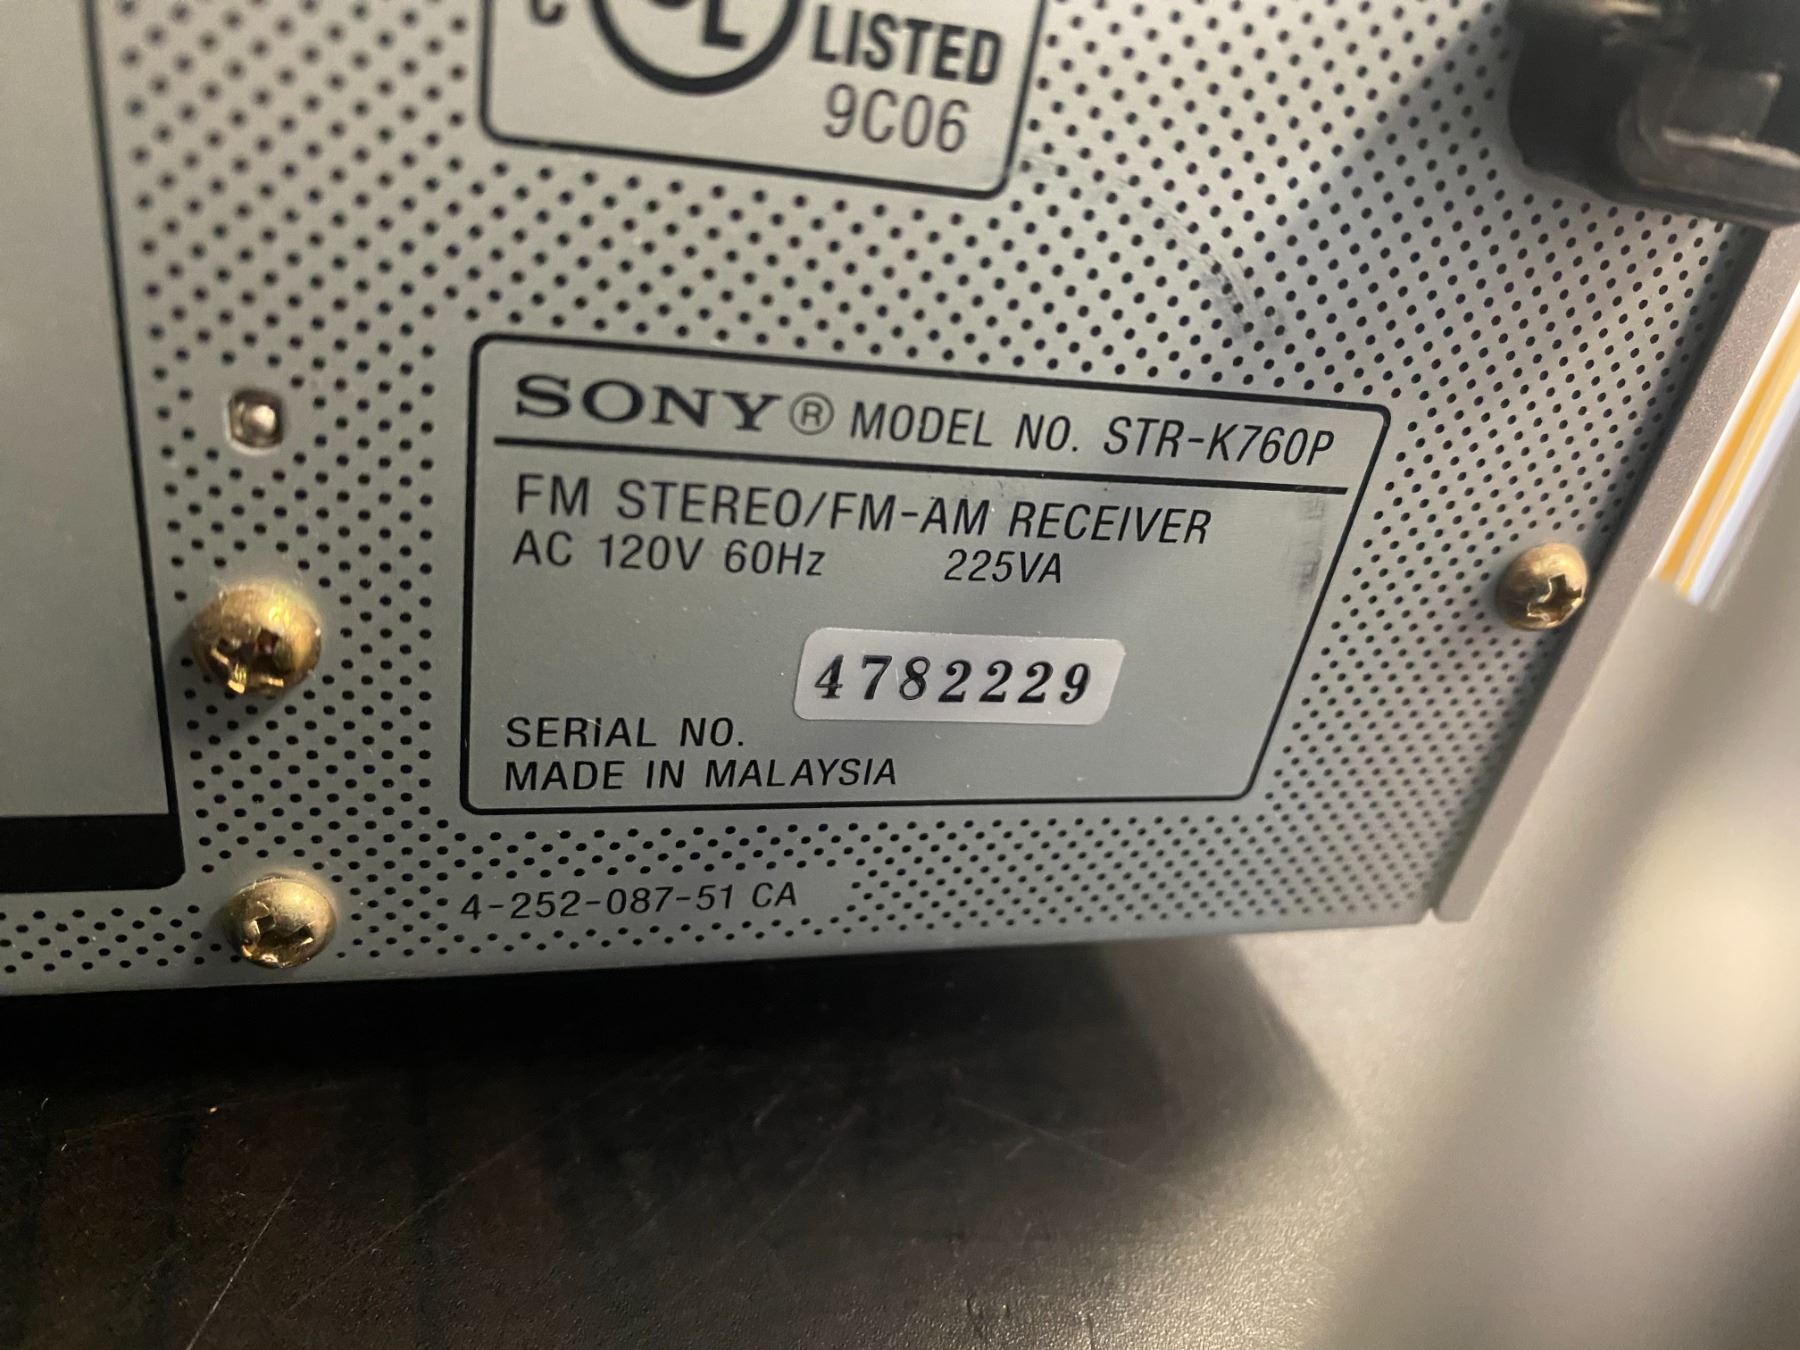 C UL LISTED
9C06
SONY® MODEL NO. STR-K760P
FM STEREO/FM-AM RECEIVER
AC 120V 60Hz 225VA
4782229
SERIAL NO.
MADE IN MALAYSIA
4-252-087-51 CA